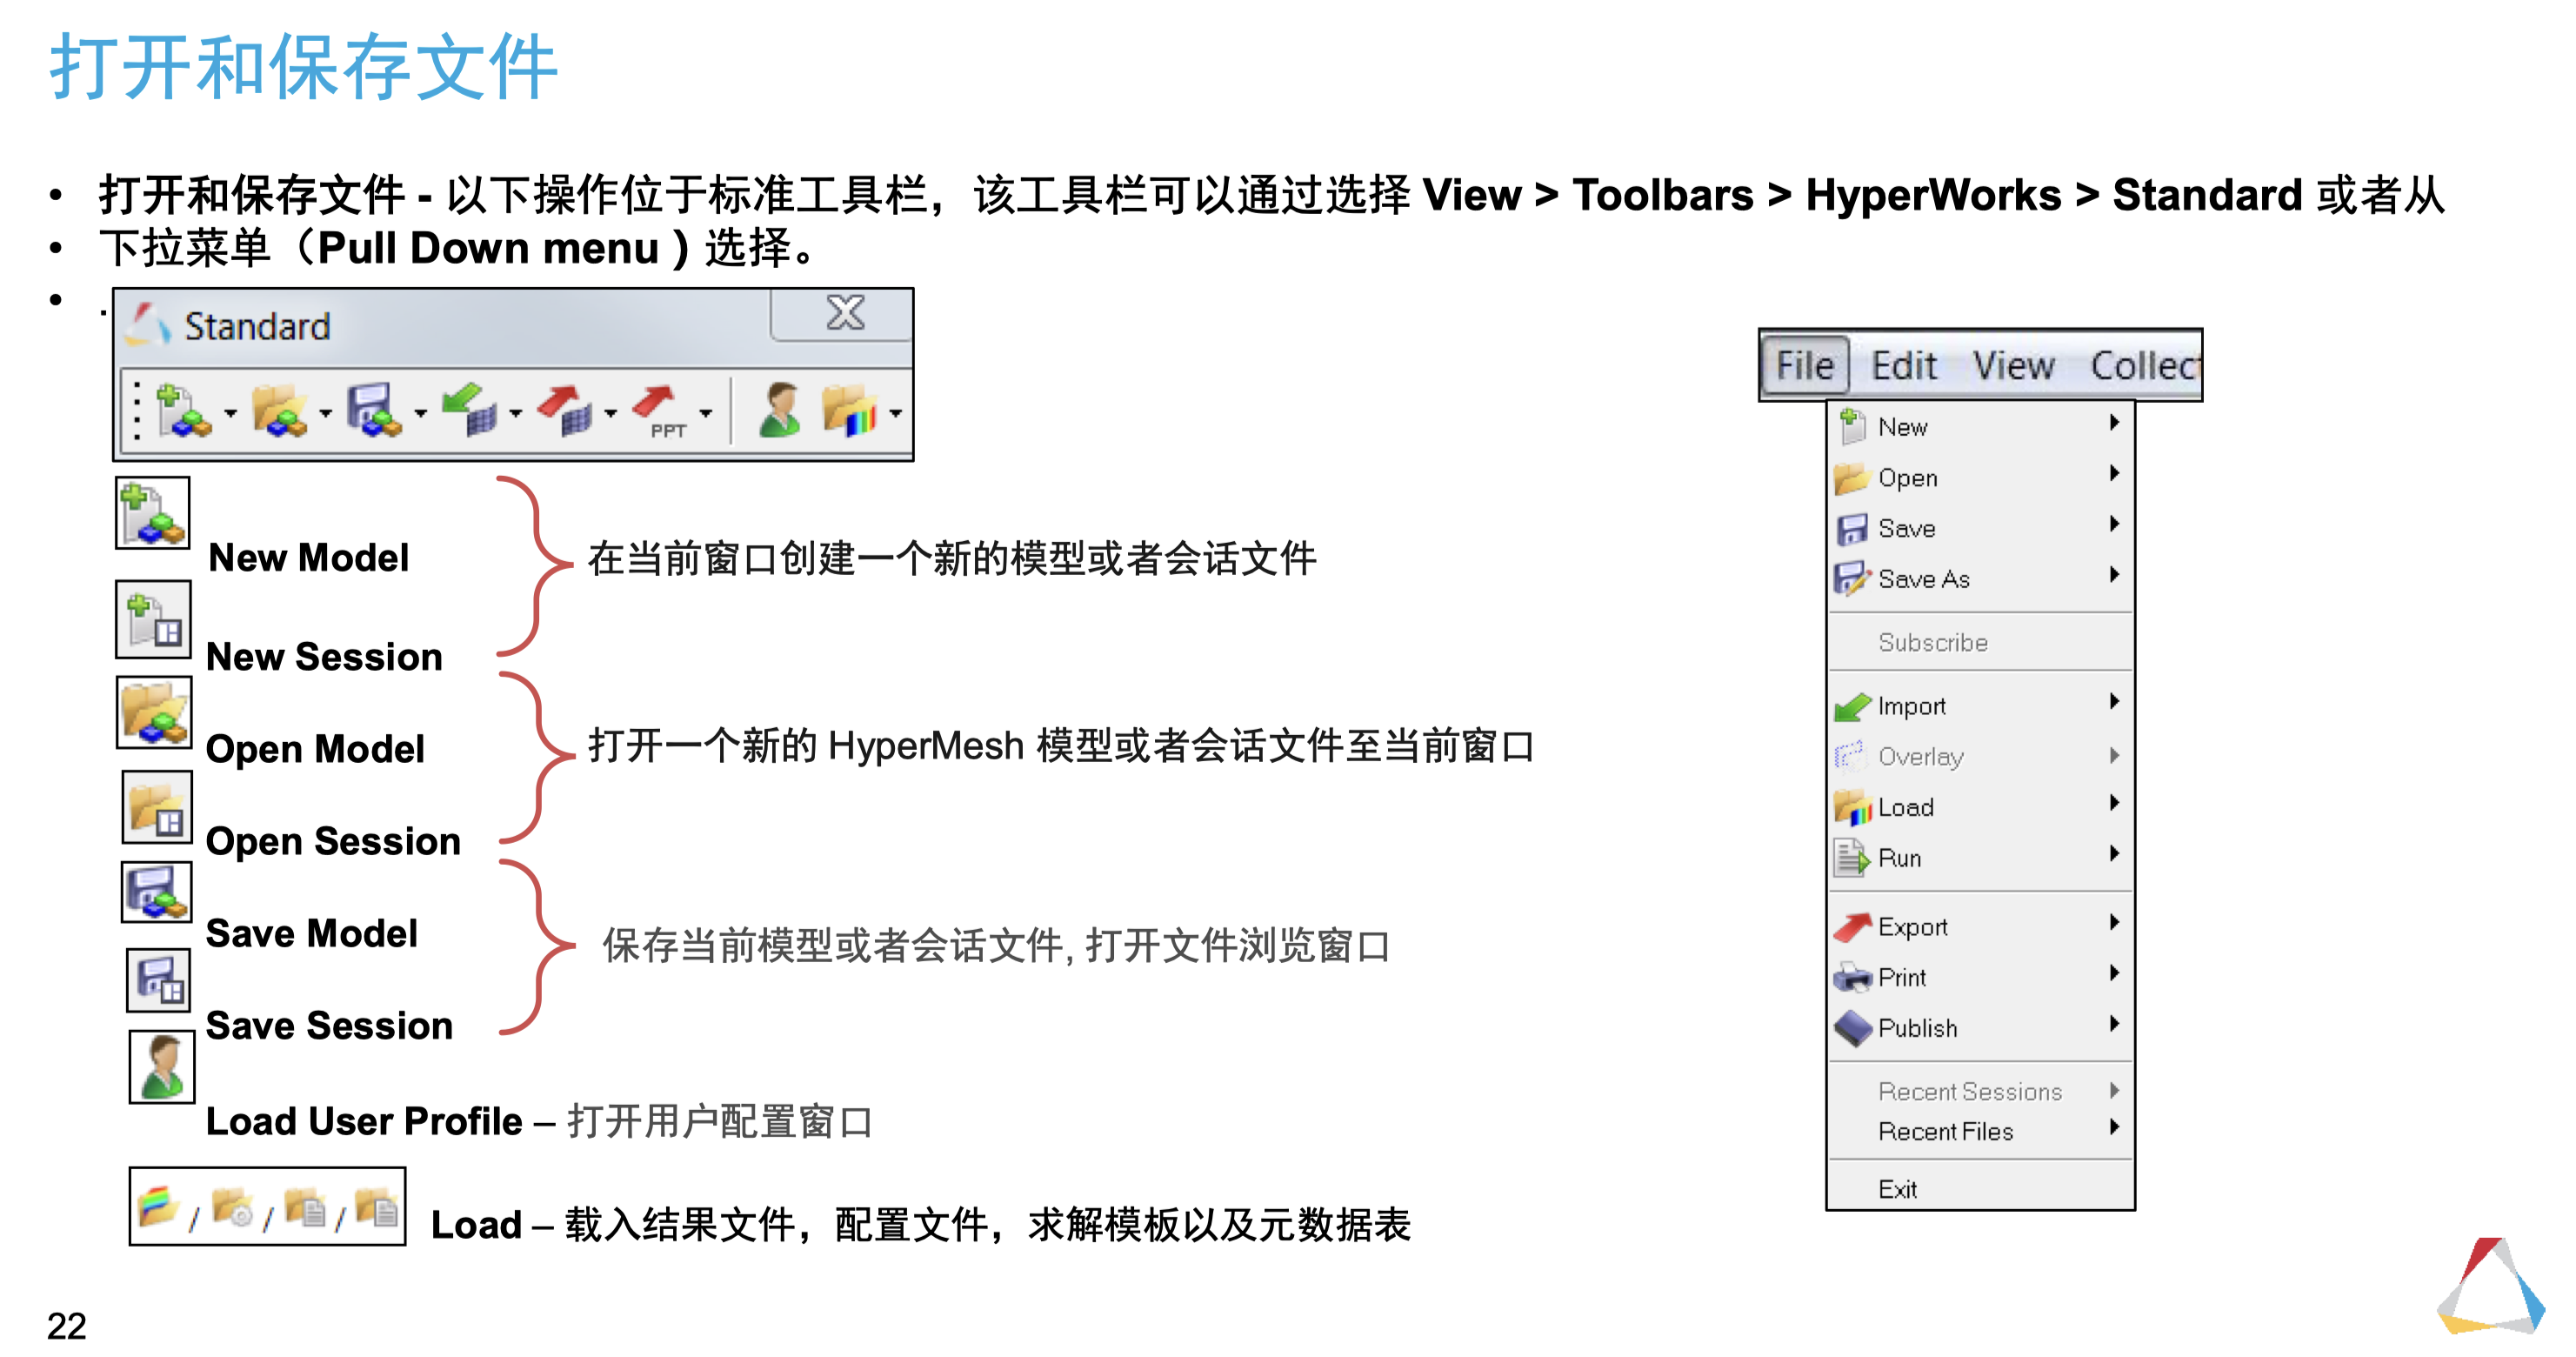 打开和保存文件
• 打开和保存文件 - 以下操作位于标准工具栏，该工具栏可以通过选择 View > Toolbars > HyperWorks > Standard 或者从
• 下拉菜单（Pull Down menu ) 选择。
• .
Standard
PPT
New Model
New Session
在当前窗口创建一个新的模型或者会话文件
Open Model
Open Session
打开一个新的 HyperMesh 模型或者会话文件至当前窗口
Save Model
Save Session
保存当前模型或者会话文件, 打开文件浏览窗口
Load User Profile – 打开用户配置窗口
/ / /
Load – 载入结果文件，配置文件，求解模板以及元数据表
File Edit View Collec
New
Open
Save
Save As
Subscribe
Import
Overlay
Load
Run
Export
Print
Publish
Recent Sessions
Recent Files
Exit
22